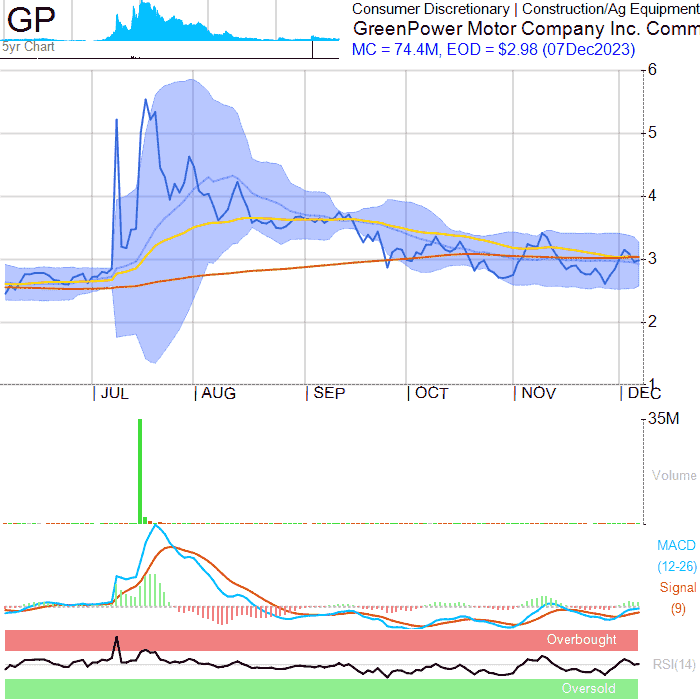 GP
5yr Chart
Consumer Discretionary | Construction/Ag Equipment
GreenPower Motor Company Inc. Comm
MC = 74.4M, EOD = $2.98 (07Dec2023)
6
5
4
3
2
1
JUL AUG SEP OCT NOV DEC
35M
Volume
MACD
(12-26)
Signal
(9)
Overbought
RSI(14)
Oversold